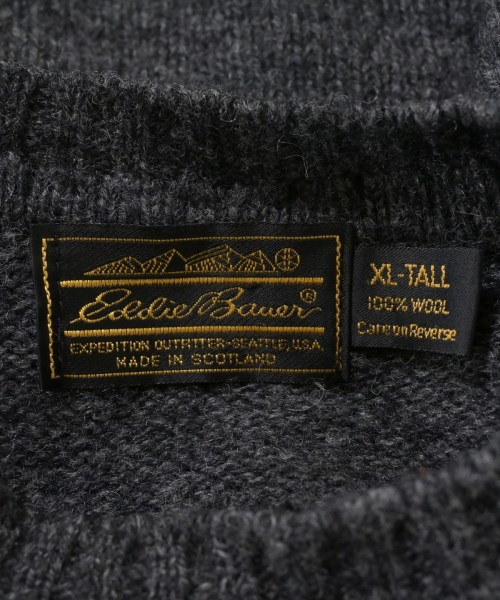 Eddie Bauer®
EXPEDITION OUTFITTER-SEATTLE, U.S.A.
MADE IN SCOTLAND
XL-TALL
100% WOOL
Care on Reverse